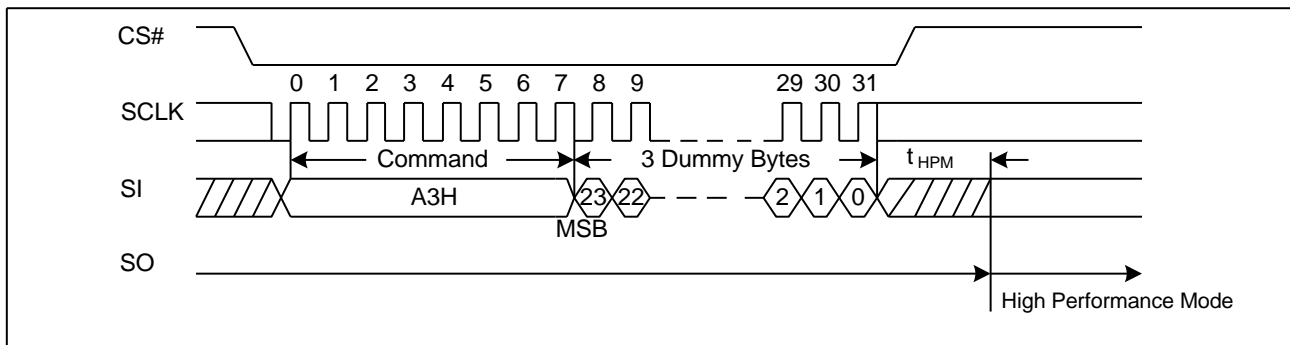 CS#
0 1 2 3 4 5 6 7 8 9 29 30 31
SCLK
Command 3 Dummy Bytes tHPM
SI A3H 23 22 2 1 0
MSB
SO
High Performance Mode